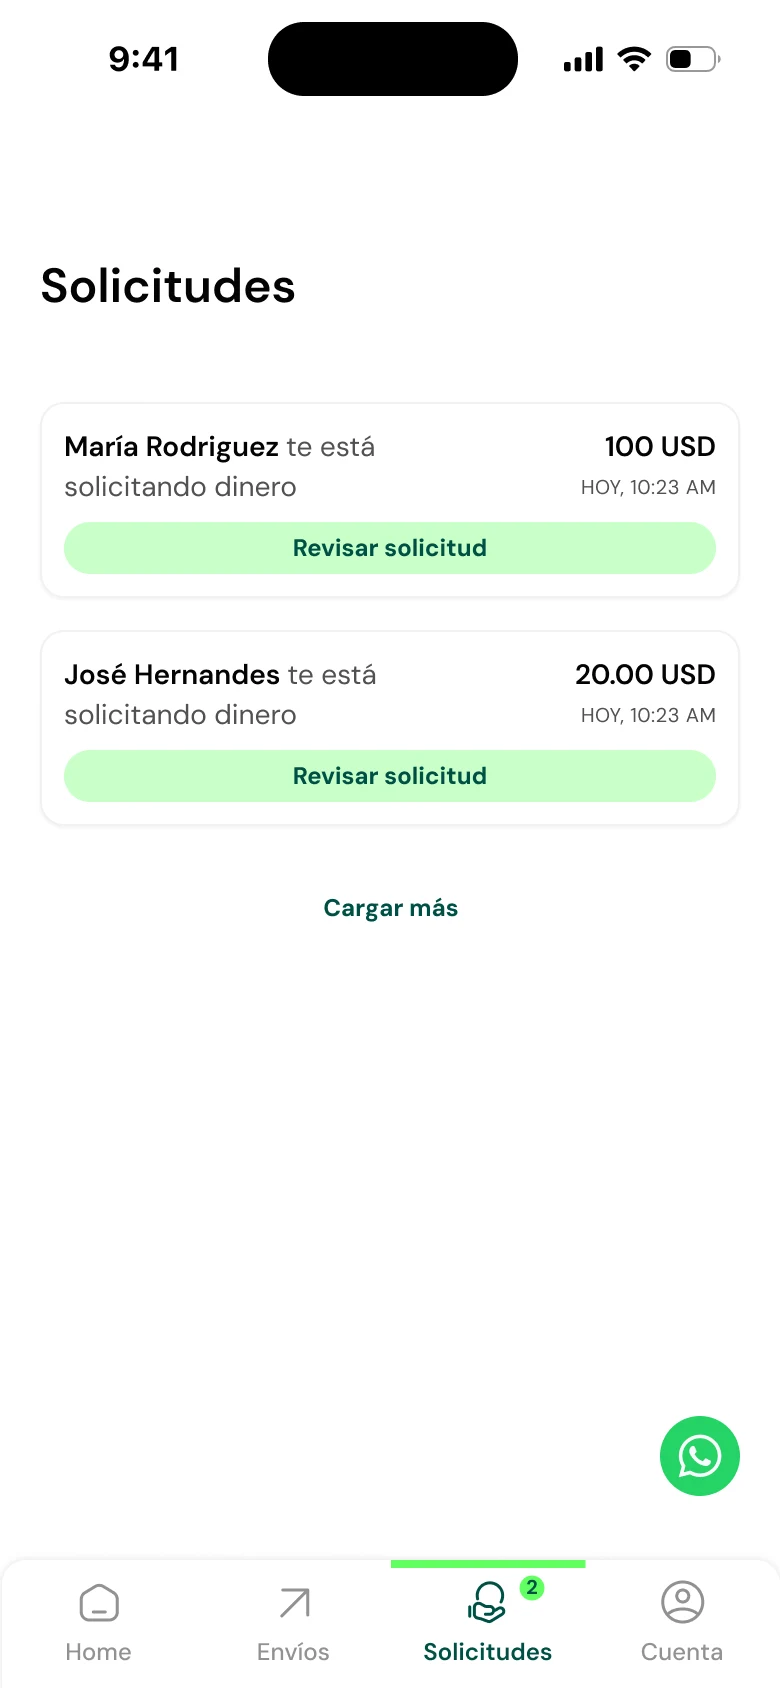 9:41
Solicitudes
María Rodriguez te está
solicitando dinero
100 USD
HOY, 10:23 AM
Revisar solicitud
José Hernandes te está
solicitando dinero
20.00 USD
HOY, 10:23 AM
Revisar solicitud
Cargar más
Home
Envíos
2
Solicitudes
Cuenta